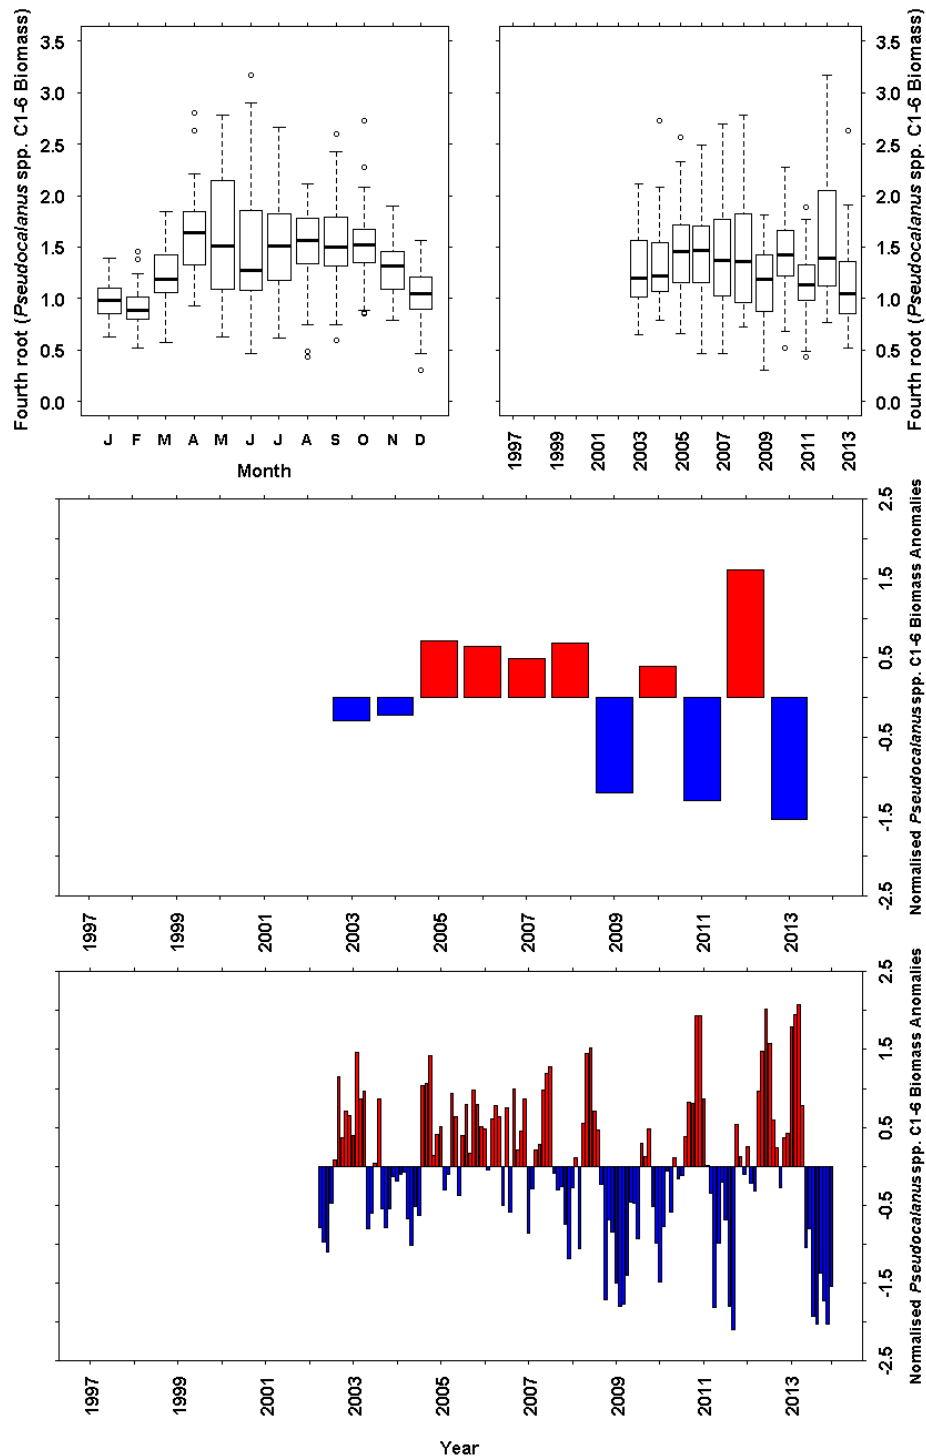 Fourth root (Pseudocalanus spp. C1-6 Biomass)
3.5
3.0
2.5
2.0
1.5
1.0
0.5
0.0
J F M A M J J A S O N D
Month
3.5
3.0
2.5
2.0
1.5
1.0
0.5
0.0
Fourth root (Pseudocalanus spp. C1-6 Biomass)
1997 1999 2001 2003 2005 2007 2009 2011 2013
2.5
1.5
0.5
-0.5
-1.5
-2.5
Normalised Pseudocalanus spp. C1-6 Biomass Anomalies
1997 1999 2001 2003 2005 2007 2009 2011 2013
2.5
1.5
0.5
-0.5
-1.5
-2.5
Normalised Pseudocalanus spp. C1-6 Biomass Anomalies
1997 1999 2001 2003 2005 2007 2009 2011 2013
Year